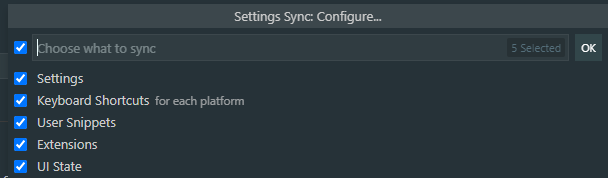 Settings Sync: Configure...
Choose what to sync 5 Selected OK
Settings
Keyboard Shortcuts for each platform
User Snippets
Extensions
UI State